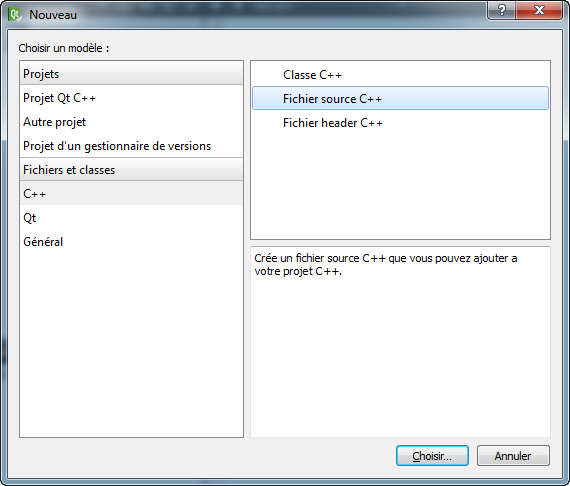 Nouveau
Choisir un modèle :
Projets
Projet Qt C++
Autre projet
Projet d'un gestionnaire de versions
Fichiers et classes
C++
Qt
Général
Classe C++
Fichier source C++
Fichier header C++
Crée un fichier source C++ que vous pouvez ajouter a
votre projet C++.
Choisir...
Annuler